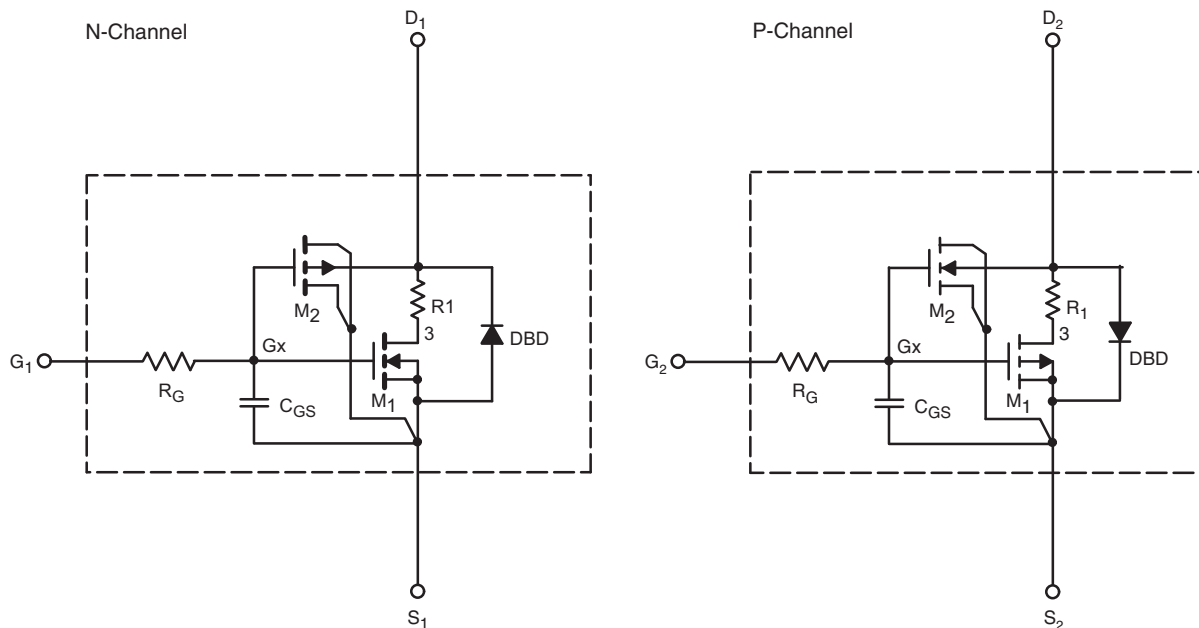 N-Channel
D1
M2
R1
3
DBD
Gx
G1
RG
M1
CGS
S1
P-Channel
D2
M2
R1
3
DBD
Gx
G2
RG
M1
CGS
S2